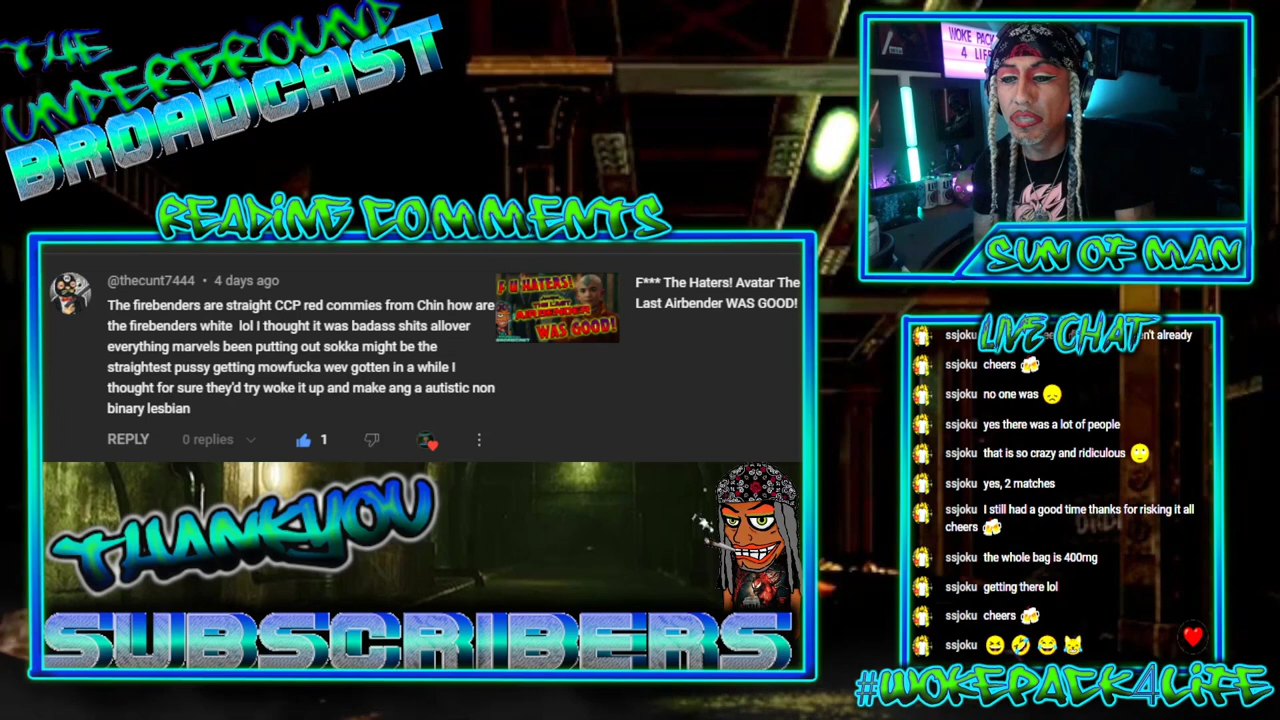 THE
UNDERGROUND
BROADCAST
WOKE PACK
4 LIFE
SUN OF MAN
READING COMMENTS
@thecunt7444 • 4 days ago
The firebenders are straight CCP red commies from Chin how are
the firebenders white lol I thought it was badass shits allover
everything marvels been putting out sokka might be the
straightest pussy getting mowfucka wev gotten in a while I
thought for sure they'd try woke it up and make ang a autistic non
binary lesbian
REPLY 0 replies 1
F U HATERS!
THE LAST
AIRBENDER
WAS GOOD!
F*** The Haters! Avatar The
Last Airbender WAS GOOD!
THANKYOU
SUBSCRIBERS
LIVE CHAT
ssjoku already
ssjoku cheers 🍻
ssjoku no one was 😞
ssjoku yes there was a lot of people
ssjoku that is so crazy and ridiculous 🙄
ssjoku yes, 2 matches
ssjoku I still had a good time thanks for risking it all
cheers 🍻
ssjoku the whole bag is 400mg
ssjoku getting there lol
ssjoku cheers 🍻
ssjoku 😆 🤣 😂 😹
#WOKEPACK4LIFE